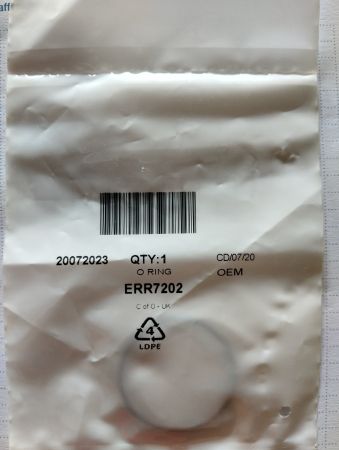 20072023 QTY:1 CD/07/20
O RING OEM
ERR7202
C of O - UK
4
LDPE